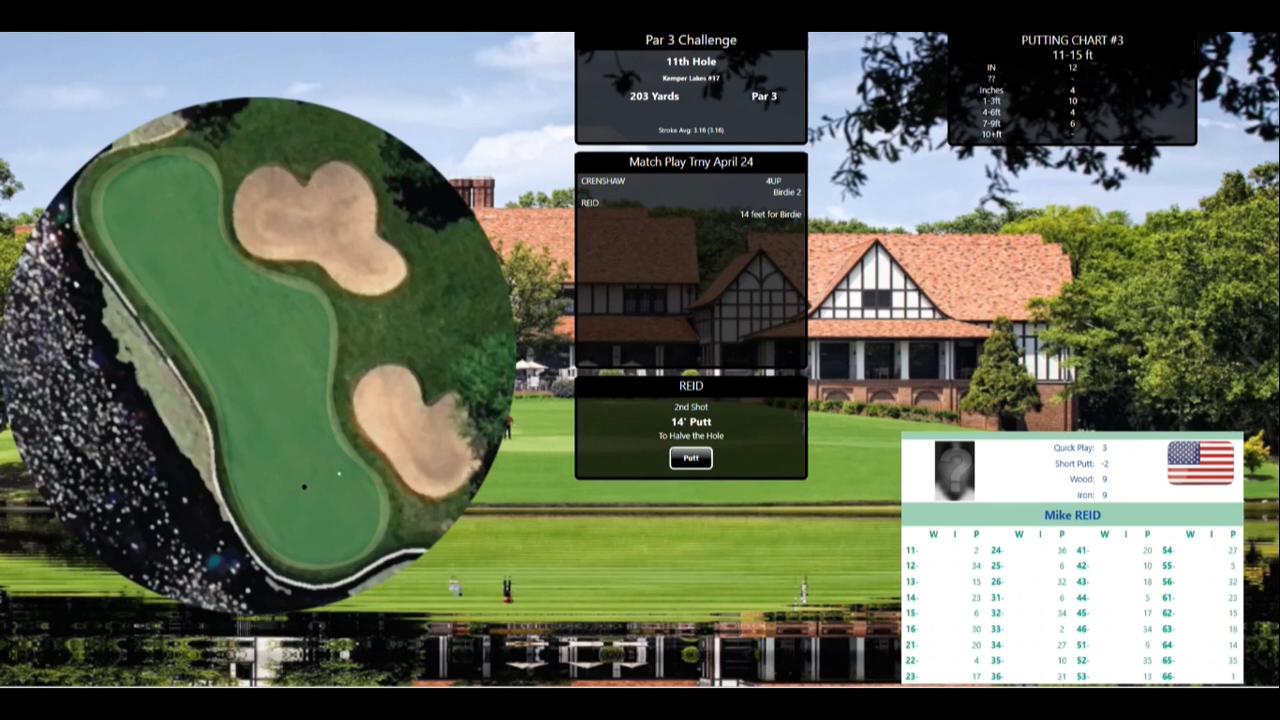 Par 3 Challenge
11th Hole
Kemper Lakes #17
203 Yards Par 3
Stroke Avg: 3.16 (3.16)
Match Play Trny April 24
CRENSHAW 4UP
Birdie 2
REID
14 feet for Birdie
REID
2nd Shot
14' Putt
To Halve the Hole
Putt
PUTTING CHART #3
11-15 ft
IN 12
?? -
Inches 4
1-3ft 10
4-6ft 4
7-9ft 6
10+ft -
?
Quick Play: 3
Short Putt: -2
Wood: 9
Iron: 9
Mike REID
W I P W I P W I P W I P
11- 2 24- 36 41- 20 54- 27
12- 34 25- 6 42- 10 55- 5
13- 15 26- 32 43- 18 56- 32
14- 23 31- 6 44- 5 61- 23
15- 6 32- 34 45- 17 62- 15
16- 30 33- 2 46- 34 63- 18
21- 20 34- 27 51- 9 64- 14
22- 4 35- 10 52- 35 65- 35
23- 17 36- 31 53- 13 66- 1